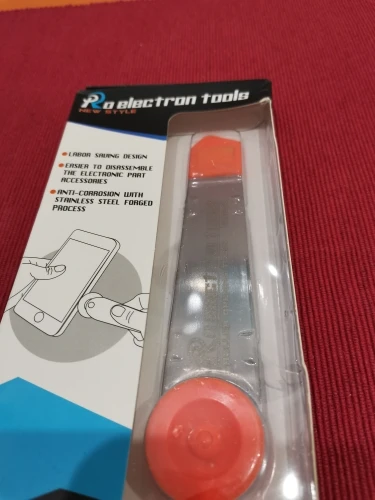 Ro electron tools
NEW STYLE
LABOR SAVING DESIGN
EASIER TO DISASSEMBLE
THE ELECTRONIC PART
ACCESSORIES
ANTI-CORROSION WITH
STAINLESS STEEL FORGED
PROCESS